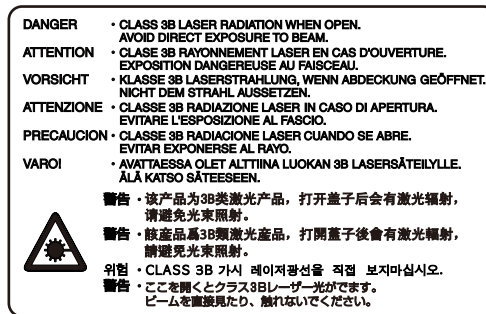 DANGER · CLASS 3B LASER RADIATION WHEN OPEN.
AVOID DIRECT EXPOSURE TO BEAM.
ATTENTION · CLASE 3B RAYONNEMENT LASER EN CAS D'OUVERTURE.
EXPOSITION DANGEREUSE AU FAISCEAU.
VORSICHT · KLASSE 3B LASERSTRAHLUNG, WENN ABDECKUNG GEÖFFNET.
NICHT DEM STRAHL AUSSETZEN.
ATTENZIONE · CLASSE 3B RADIAZIONE LASER IN CASO DI APERTURA.
EVITARE L'ESPOSIZIONE AL FASCIO.
PRECAUCION · CLASSE 3B RADIACIONE LASER CUANDO SE ABRE.
EVITAR EXPONERSE AL RAYO.
VAROI · AVATTAESSA OLET ALTTIINA LUOKAN 3B LASERSÄTEILYLLE.
ÄLÄ KATSO SÄTEESEEN.
警告 · 该产品为3B类激光产品，打开盖子后会有激光辐射，
请避免光束照射。
警告 · 該産品爲3B類激光産品，打開蓋子後會有激光輻射，
請避免光束照射。
위험 · CLASS 3B 가시 레이저광선을 직접 보지마십시오.
警告 · ここを開くとクラス3Bレーザー光がでます。
ビームを直接見たり、触れないでください。